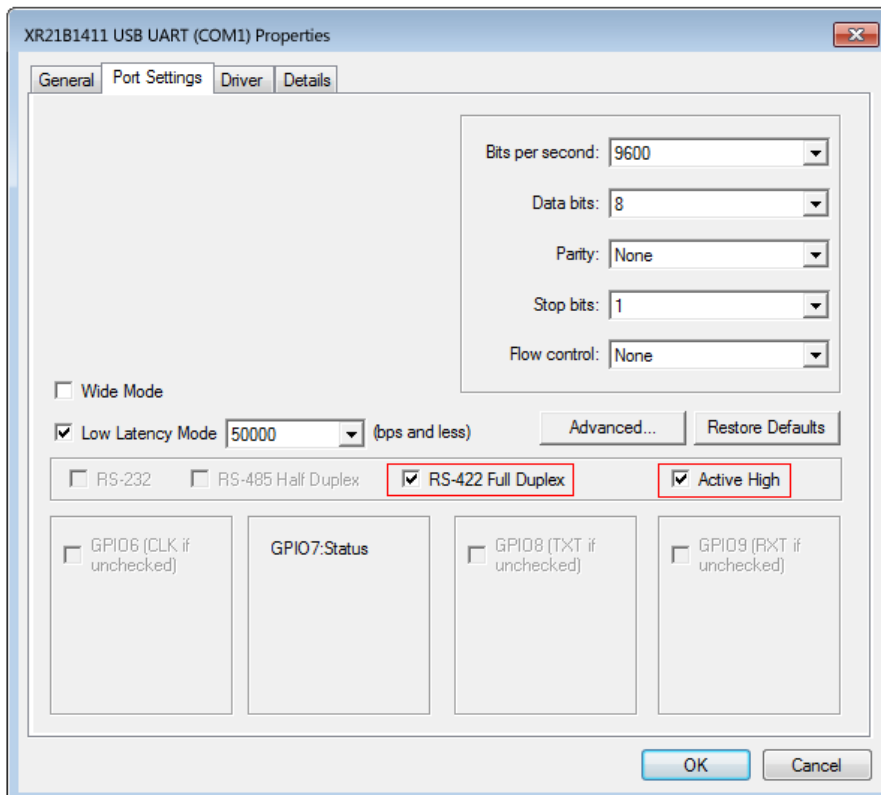 XR21B1411 USB UART (COM1) Properties
General Port Settings Driver Details
Bits per second: 9600
Data bits: 8
Parity: None
Stop bits: 1
Flow control: None
Wide Mode
Low Latency Mode 50000 (bps and less) Advanced... Restore Defaults
RS-232 RS-485 Half Duplex RS-422 Full Duplex Active High
GPIO6 (CLK if
unchecked)
GPIO7:Status
GPIO8 (TXT if
unchecked)
GPIO9 (RXT if
unchecked)
OK Cancel